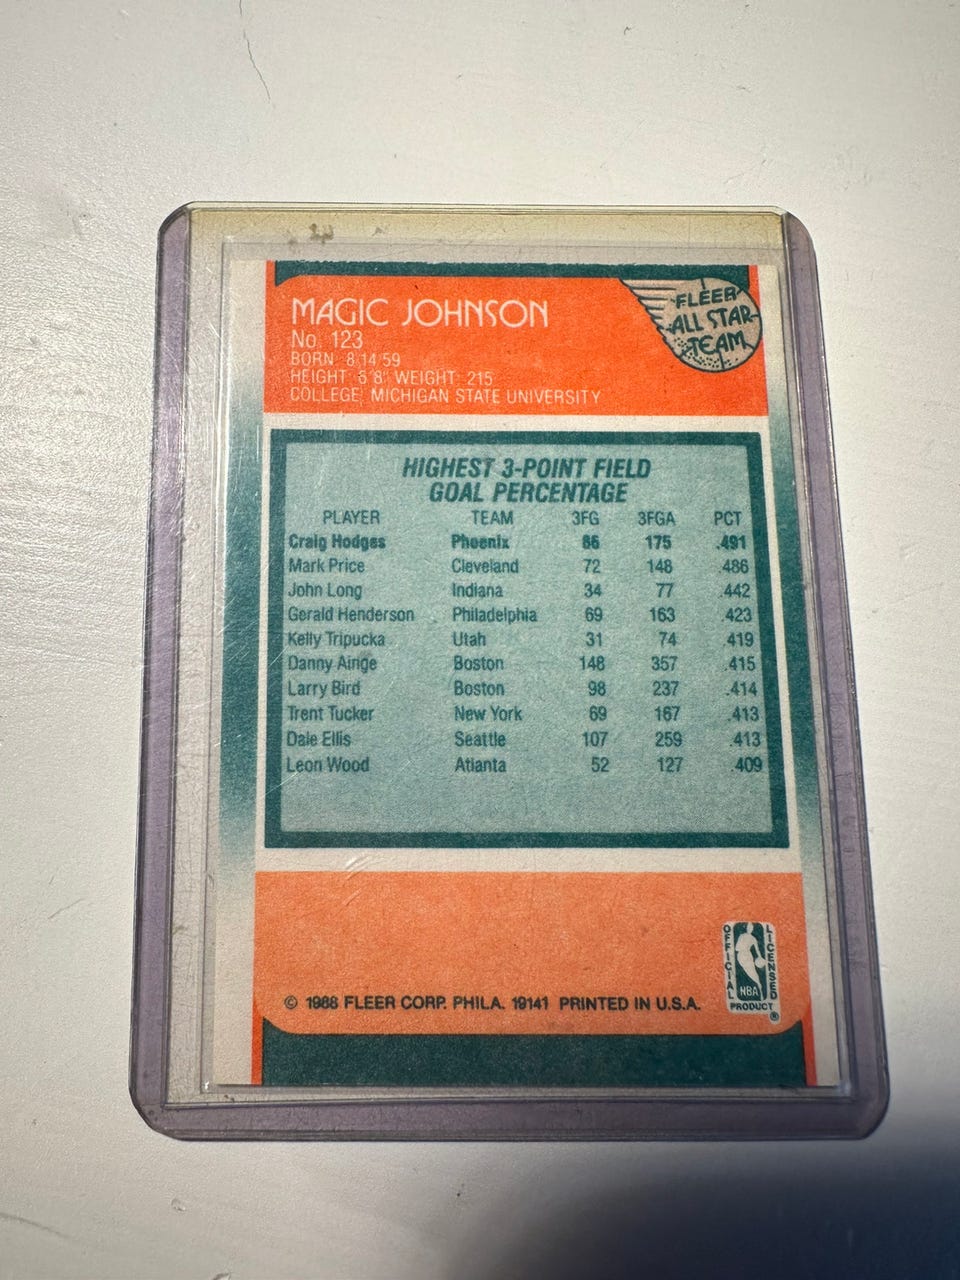 MAGIC JOHNSON
No. 123
BORN: 8/14/59
HEIGHT: 6'8" WEIGHT: 215
COLLEGE: MICHIGAN STATE UNIVERSITY
FLEER
ALL STAR
TEAM
HIGHEST 3-POINT FIELD
GOAL PERCENTAGE
PLAYER TEAM 3FG 3FGA PCT
Craig Hodges Phoenix 86 175 .491
Mark Price Cleveland 72 148 .486
John Long Indiana 34 77 .442
Gerald Henderson Philadelphia 69 163 .423
Kelly Tripucka Utah 31 74 .419
Danny Ainge Boston 148 357 .415
Larry Bird Boston 98 237 .414
Trent Tucker New York 69 167 .413
Dale Ellis Seattle 107 259 .413
Leon Wood Atlanta 52 127 .409
OFFICIAL LICENSED
NBA
PRODUCT
®
© 1988 FLEER CORP. PHILA. 19141 PRINTED IN U.S.A.